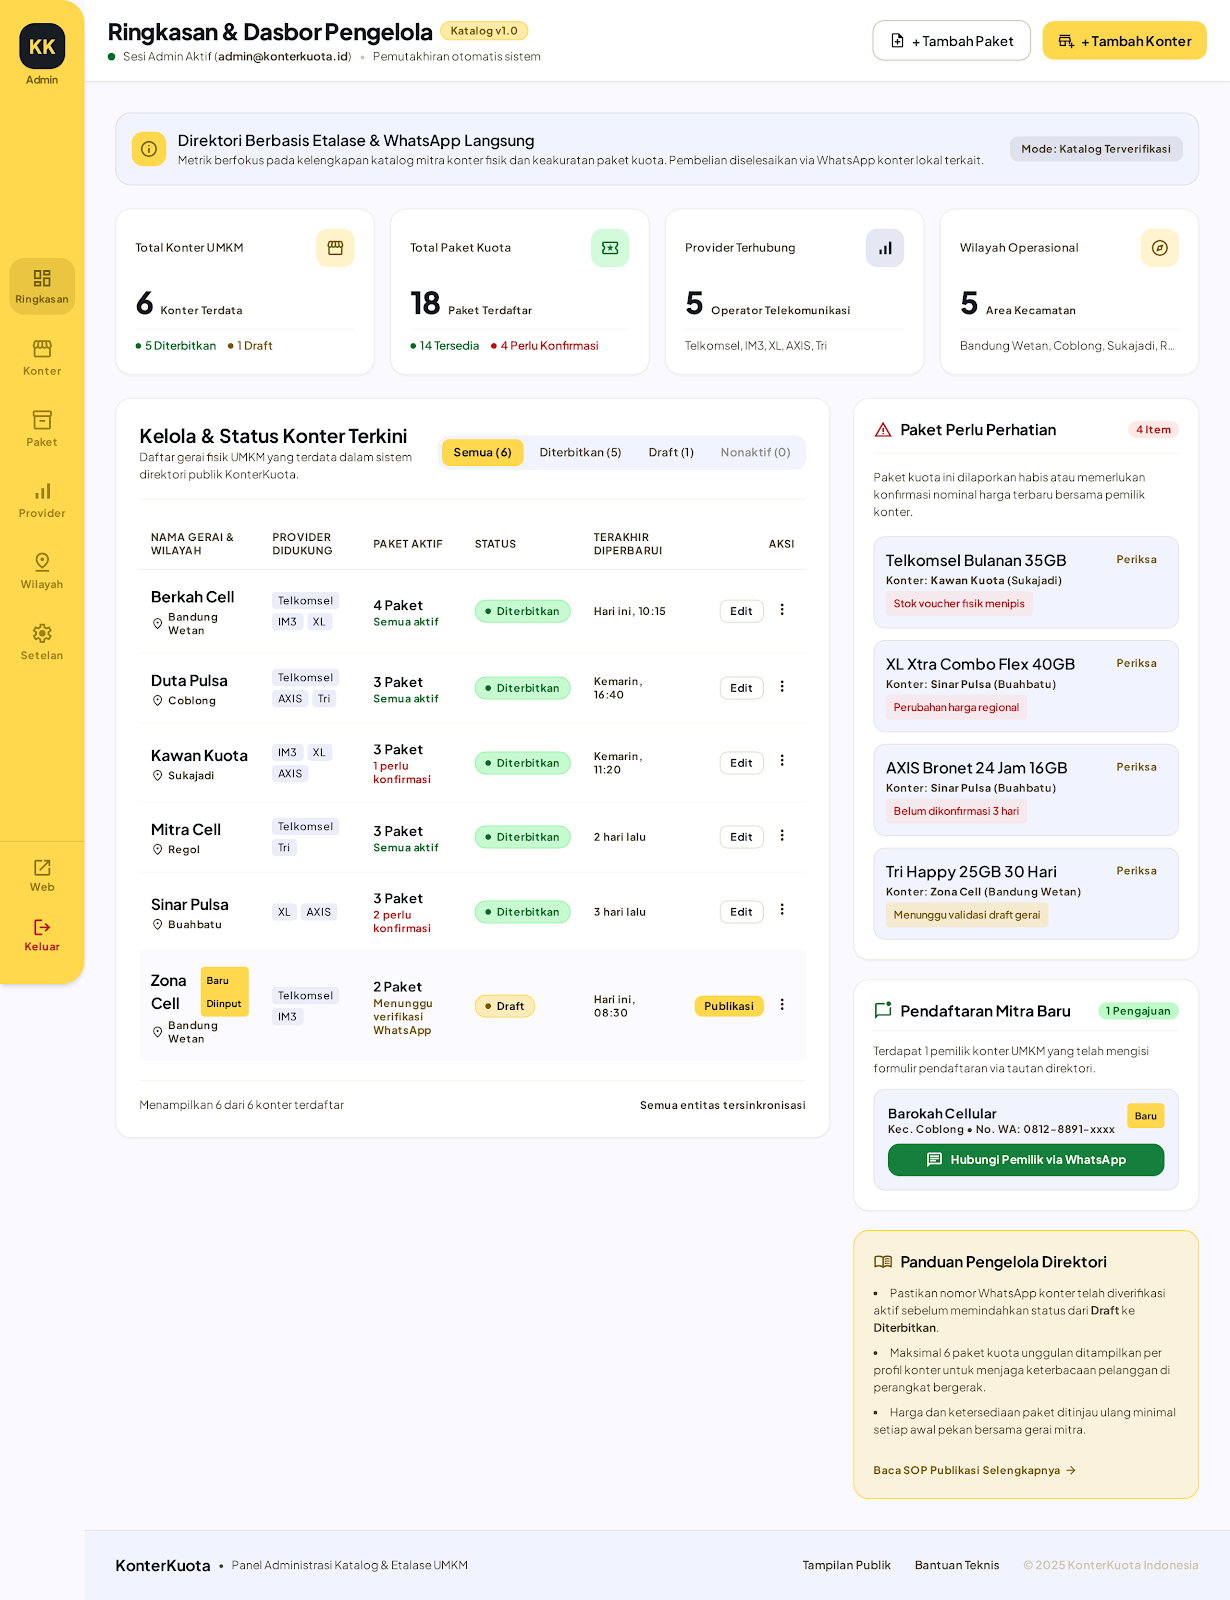 KK
Admin
Ringkasan
Konter
Paket
Provider
Wilayah
Setelan
Web
Keluar
Ringkasan & Dasbor Pengelola
Katalog v1.0
Sesi Admin Aktif (admin@konterkuota.id) • Pemutakhiran otomatis sistem
+ Tambah Paket
+ Tambah Konter
Direktori Berbasis Etalase & WhatsApp Langsung
Metrik berfokus pada kelengkapan katalog mitra konter fisik dan keakuratan paket kuota. Pembelian diselesaikan via WhatsApp konter lokal terkait.
Mode: Katalog Terverifikasi
Total Konter UMKM
6 Konter Terdata
• 5 Diterbitkan • 1 Draft
Total Paket Kuota
18 Paket Terdaftar
• 14 Tersedia • 4 Perlu Konfirmasi
Provider Terhubung
5 Operator Telekomunikasi
Telkomsel, IM3, XL, AXIS, Tri
Wilayah Operasional
5 Area Kecamatan
Bandung Wetan, Coblong, Sukajadi, R...
Kelola & Status Konter Terkini
Daftar gerai fisik UMKM yang terdata dalam sistem
direktori publik KonterKuota.
Semua (6)
Diterbitkan (5)
Draft (1)
Nonaktif (0)
NAMA GERAI &
WILAYAH
PROVIDER
DIDUKUNG
PAKET AKTIF
STATUS
TERAKHIR
DIPERBARUI
AKSI
Berkah Cell
Bandung
Wetan
Telkomsel
IM3 XL
4 Paket
Semua aktif
• Diterbitkan
Hari ini, 10:15
Edit
Duta Pulsa
Coblong
Telkomsel
AXIS Tri
3 Paket
Semua aktif
• Diterbitkan
Kemarin,
16:40
Edit
Kawan Kuota
Sukajadi
IM3 XL
AXIS
3 Paket
1 perlu
konfirmasi
• Diterbitkan
Kemarin,
11:20
Edit
Mitra Cell
Regol
Telkomsel
Tri
3 Paket
Semua aktif
• Diterbitkan
2 hari lalu
Edit
Sinar Pulsa
Buahbatu
XL AXIS
3 Paket
2 perlu
konfirmasi
• Diterbitkan
3 hari lalu
Edit
Zona
Cell
Baru
Diinput
Bandung
Wetan
Telkomsel
IM3
2 Paket
Menunggu
verifikasi
WhatsApp
• Draft
Hari ini,
08:30
Publikasi
Menampilkan 6 dari 6 konter terdaftar
Semua entitas tersinkronisasi
Paket Perlu Perhatian
4 Item
Paket kuota ini dilaporkan habis atau memerlukan
konfirmasi nominal harga terbaru bersama pemilik
konter.
Telkomsel Bulanan 35GB
Periksa
Konter: Kawan Kuota (Sukajadi)
Stok voucher fisik menipis
XL Xtra Combo Flex 40GB
Periksa
Konter: Sinar Pulsa (Buahbatu)
Perubahan harga regional
AXIS Bronet 24 Jam 16GB
Periksa
Konter: Sinar Pulsa (Buahbatu)
Belum dikonfirmasi 3 hari
Tri Happy 25GB 30 Hari
Periksa
Konter: Zona Cell (Bandung Wetan)
Menunggu validasi draft gerai
Pendaftaran Mitra Baru
1 Pengajuan
Terdapat 1 pemilik konter UMKM yang telah mengisi
formulir pendaftaran via tautan direktori.
Barokah Cellular
Baru
Kec. Coblong • No. WA: 0812-8891-xxxx
Hubungi Pemilik via WhatsApp
Panduan Pengelola Direktori
• Pastikan nomor WhatsApp konter telah diverifikasi
aktif sebelum memindahkan status dari Draft ke
Diterbitkan.
• Maksimal 6 paket kuota unggulan ditampilkan per
profil konter untuk menjaga keterbacaan pelanggan di
perangkat bergerak.
• Harga dan ketersediaan paket ditinjau ulang minimal
setiap awal pekan bersama gerai mitra.
Baca SOP Publikasi Selengkapnya →
KonterKuota • Panel Administrasi Katalog & Etalase UMKM
Tampilan Publik
Bantuan Teknis
© 2025 KonterKuota Indonesia